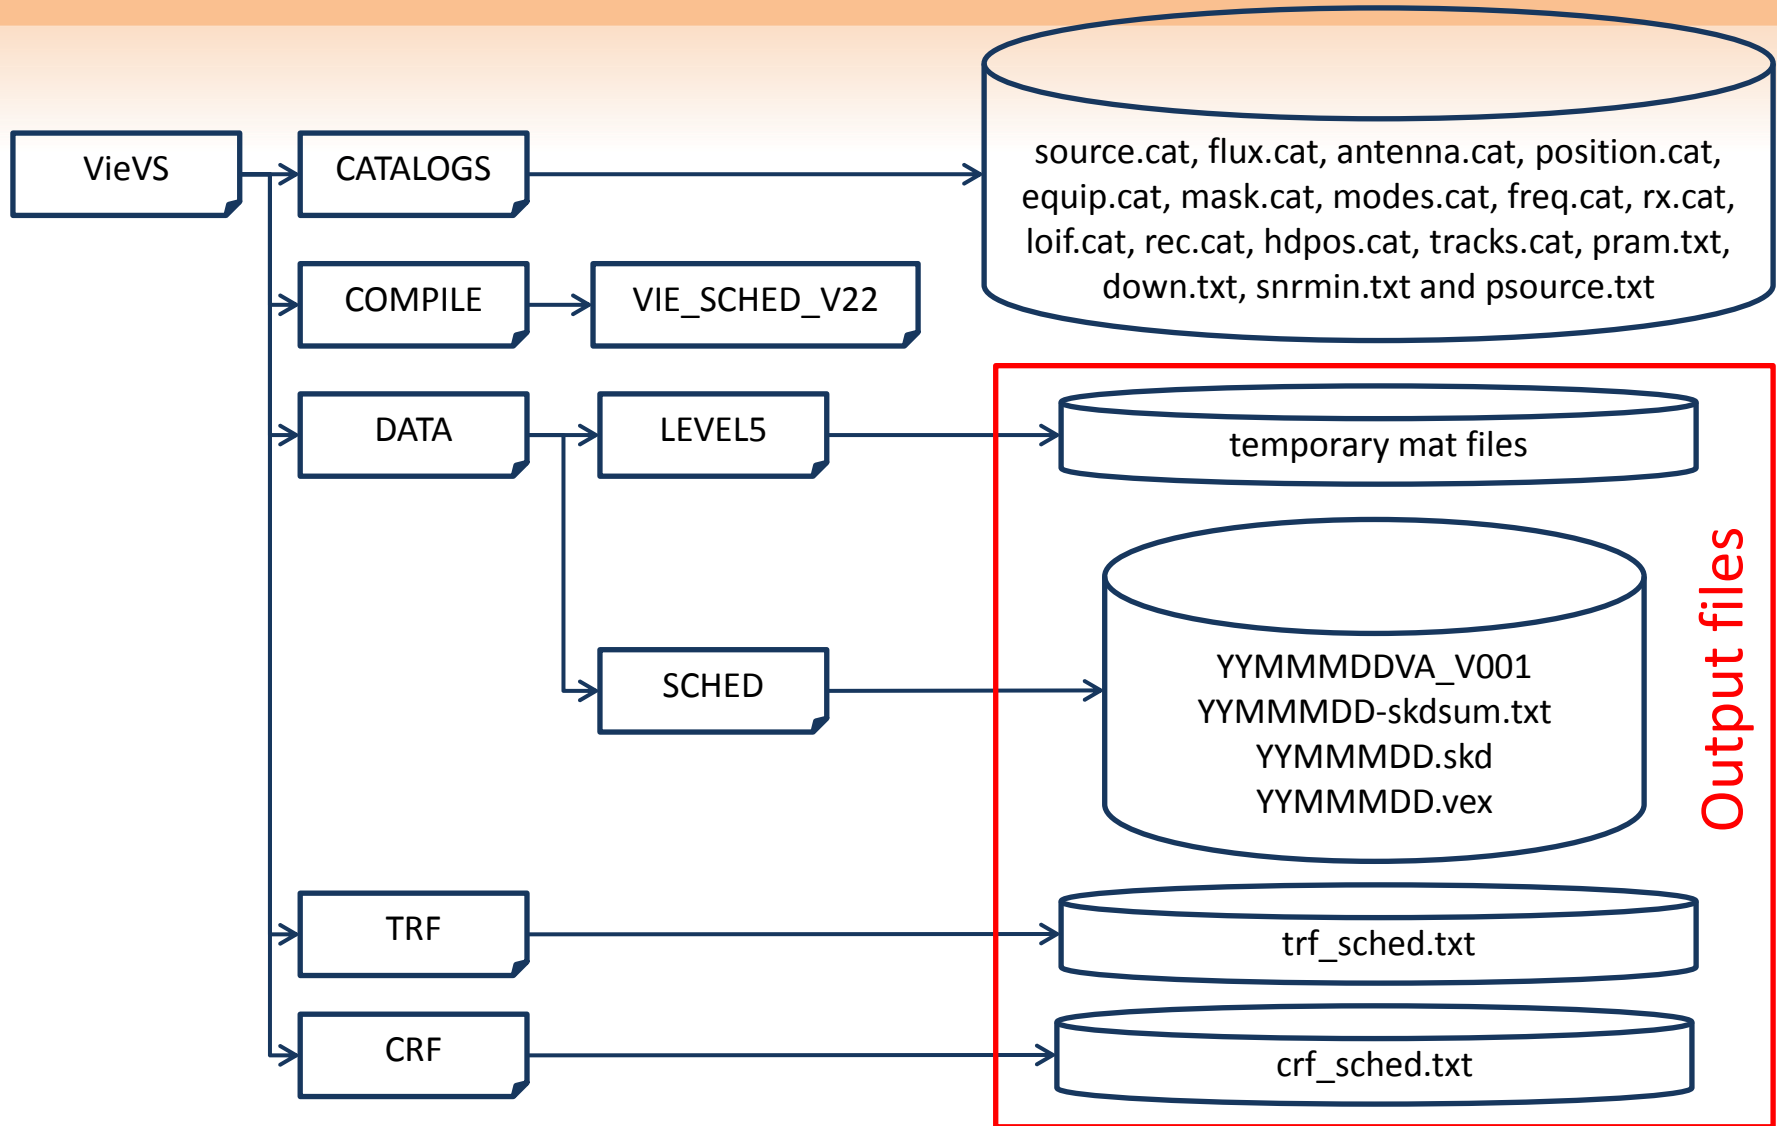 VieVS
CATALOGS
source.cat, flux.cat, antenna.cat, position.cat,
equip.cat, mask.cat, modes.cat, freq.cat, rx.cat,
loif.cat, rec.cat, hdpos.cat, tracks.cat, pram.txt,
down.txt, snrmin.txt and psource.txt
COMPILE
VIE_SCHED_V22
DATA
LEVEL5
temporary mat files
SCHED
YYMMMDDVA_V001
YYMMMDD-skdsum.txt
YYMMMDD.skd
YYMMMDD.vex
Output files
TRF
trf_sched.txt
CRF
crf_sched.txt